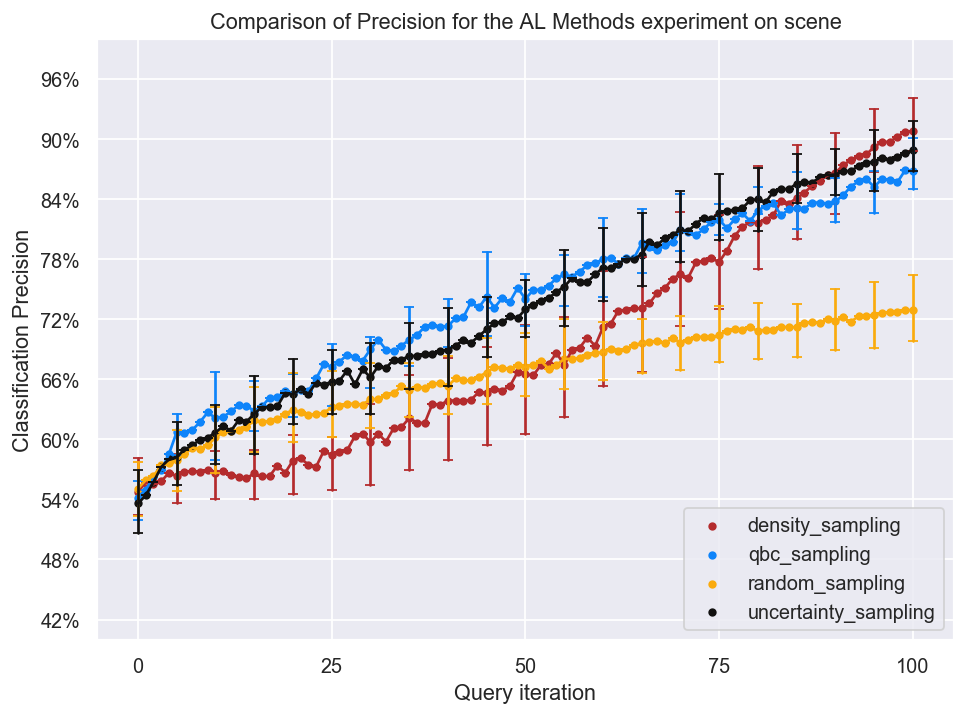 Comparison of Precision for the AL Methods experiment on scene
Classification Precision
96%
90%
84%
78%
72%
66%
60%
54%
48%
42%
density_sampling
qbc_sampling
random_sampling
uncertainty_sampling
0 25 50 75 100
Query iteration